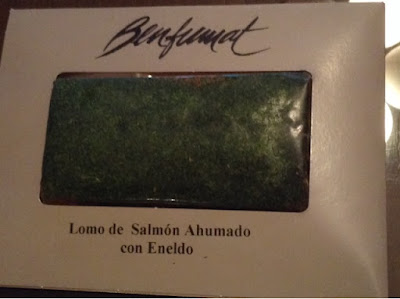 Benfumat
Lomo de Salmón Ahumado
con Eneldo